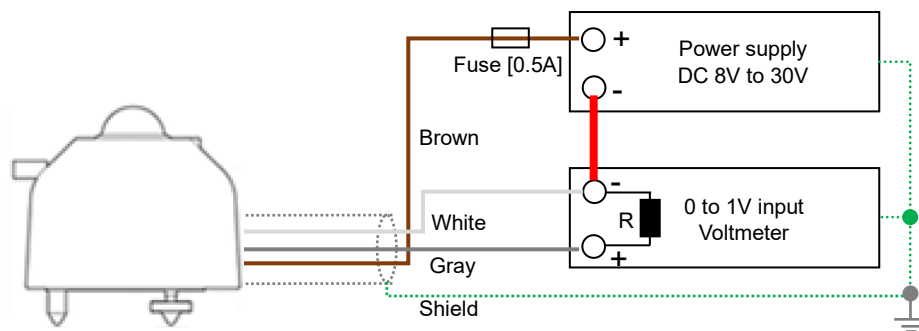 +
Fuse [0.5A]
Power supply
DC 8V to 30V
-
Brown
-
White
R
0 to 1V input
Voltmeter
+
Gray
Shield